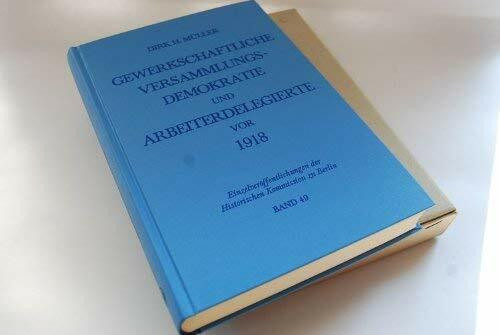 DIRK H. MÜLLER
GEWERKSCHAFTLICHE
VERSAMMLUNGS-
DEMOKRATIE
UND
ARBEITERDELEGIERTE
VOR
1918
Einzelveröffentlichungen der
Historischen Kommission zu Berlin
BAND 49